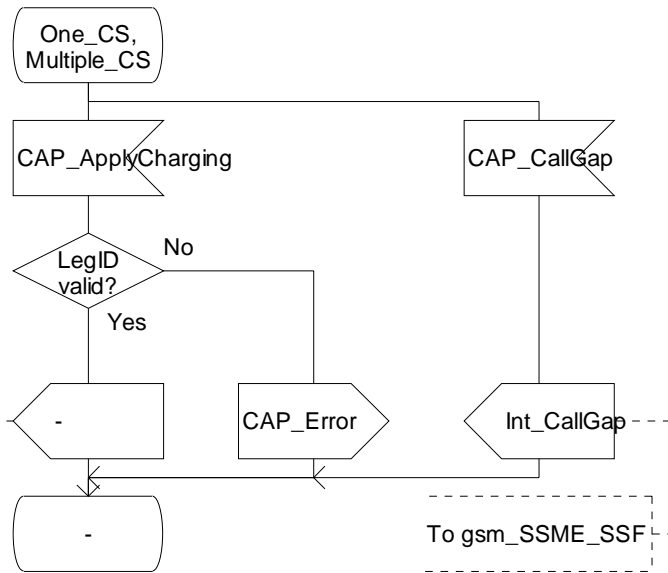 One_CS,
Multiple_CS
CAP_ApplyCharging
CAP_CallGap
LegID
valid?
No
Yes
-
CAP_Error
Int_CallGap
-
To gsm_SSME_SSF